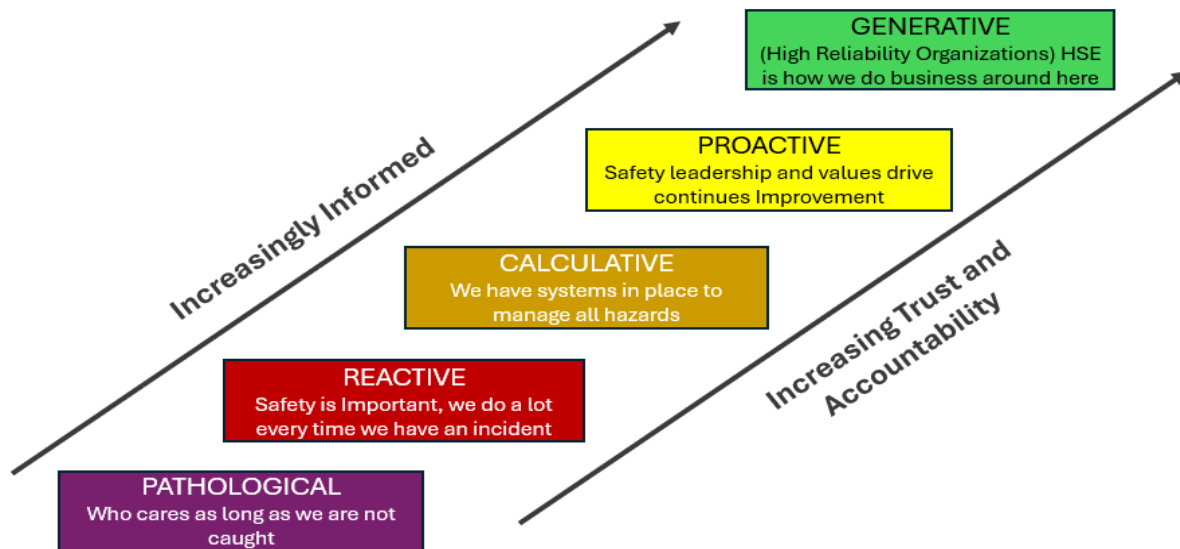 GENERATIVE
(High Reliability Organizations) HSE
is how we do business around here
PROACTIVE
Safety leadership and values drive
continues Improvement
Increasingly Informed
CALCULATIVE
We have systems in place to
manage all hazards
Increasing Trust and
Accountability
REACTIVE
Safety is Important, we do a lot
every time we have an incident
PATHOLOGICAL
Who cares as long as we are not
caught